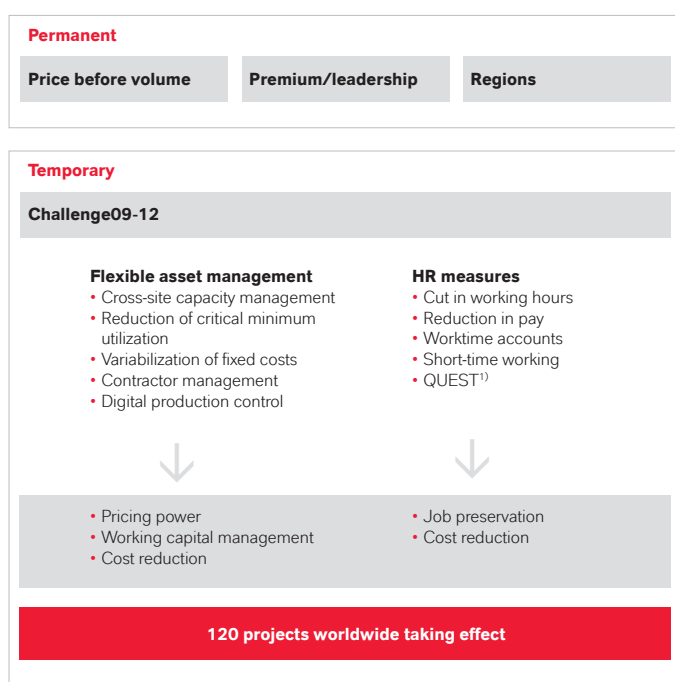 Permanent
Price before volume
Premium/leadership
Regions
Temporary
Challenge09-12
Flexible asset management
• Cross-site capacity management
• Reduction of critical minimum
utilization
• Variabilization of fixed costs
• Contractor management
• Digital production control
HR measures
• Cut in working hours
• Reduction in pay
• Worktime accounts
• Short-time working
• QUEST1)
• Pricing power
• Working capital management
• Cost reduction
• Job preservation
• Cost reduction
120 projects worldwide taking effect